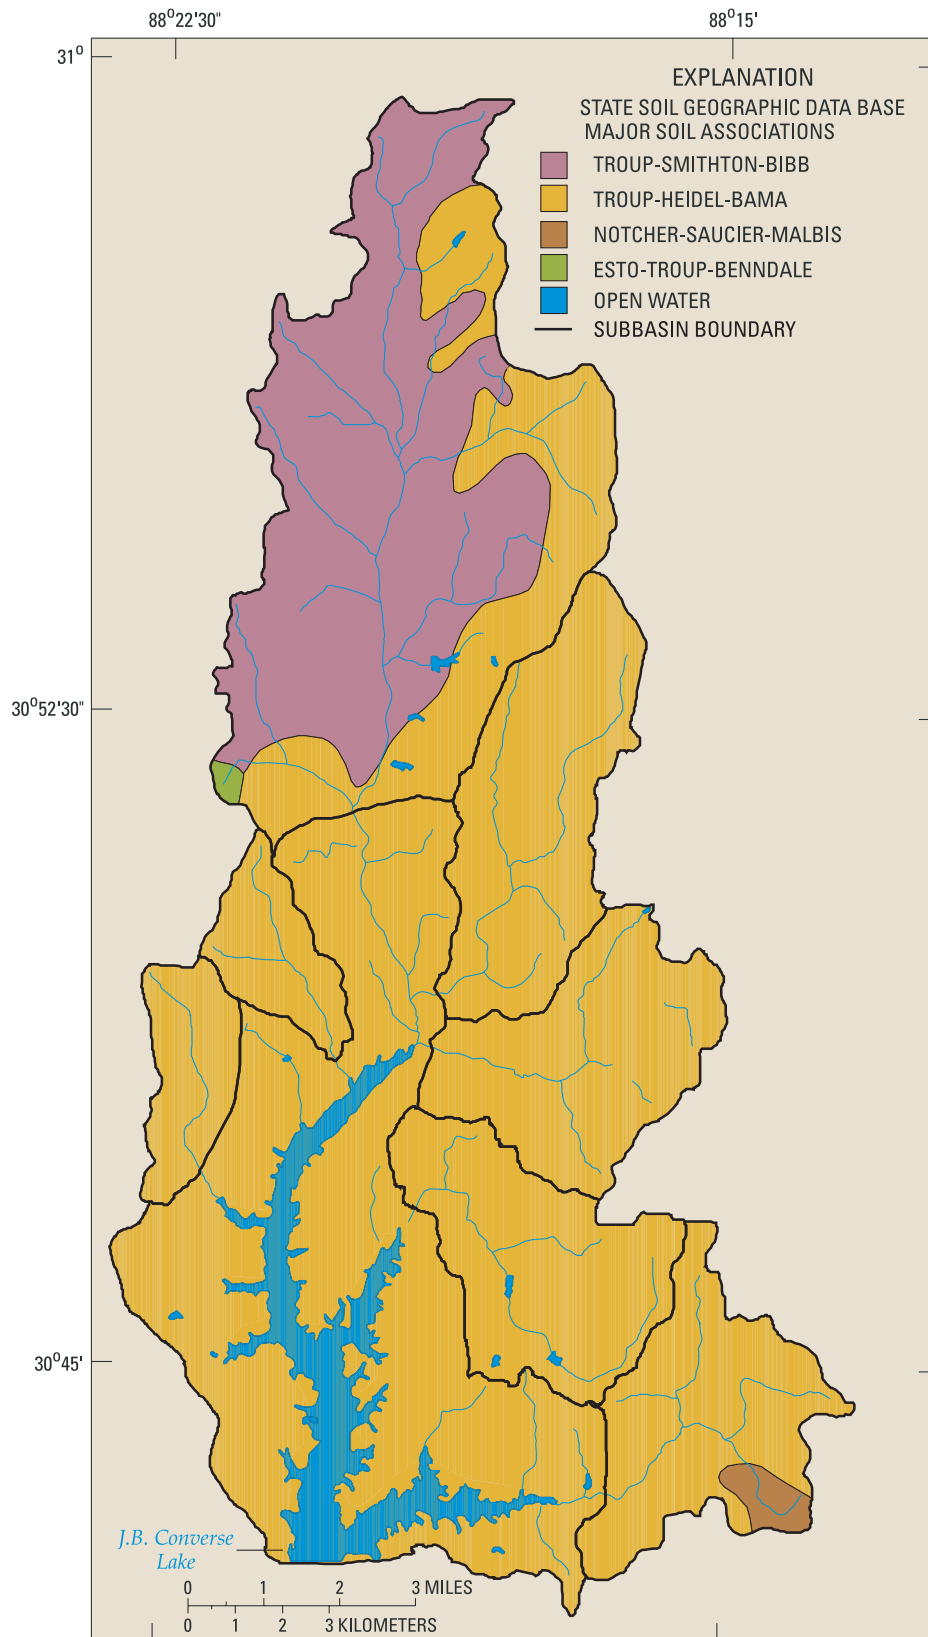 88°22'30" 88°15'
31°
EXPLANATION
STATE SOIL GEOGRAPHIC DATA BASE
MAJOR SOIL ASSOCIATIONS
TROUP-SMITHTON-BIBB
TROUP-HEIDEL-BAMA
NOTCHER-SAUCIER-MALBIS
ESTO-TROUP-BENNDALE
OPEN WATER
SUBBASIN BOUNDARY
30°52'30"
30°45'
J.B. Converse
Lake
0 1 2 3 MILES
0 1 2 3 KILOMETERS